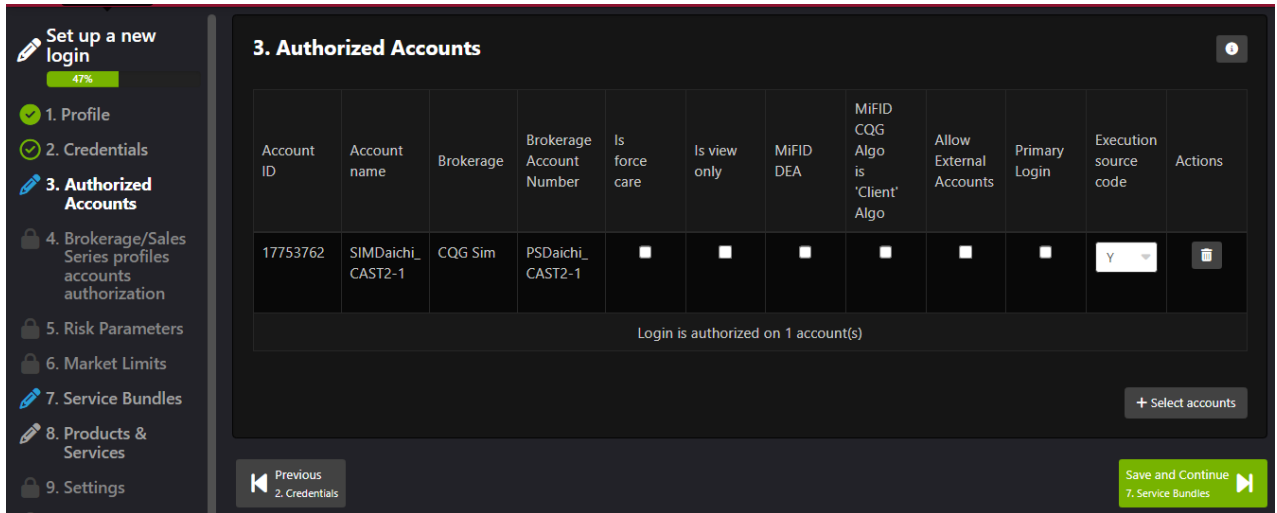 Set up a new
login
47%
1. Profile
2. Credentials
3. Authorized
Accounts
4. Brokerage/Sales
Series profiles
accounts
authorization
5. Risk Parameters
6. Market Limits
7. Service Bundles
8. Products &
Services
9. Settings
3. Authorized Accounts
Account
ID
Account
name
Brokerage
Brokerage
Account
Number
Is
force
care
Is view
only
MiFID
DEA
MiFID
CQG
Algo
is
'Client'
Algo
Allow
External
Accounts
Primary
Login
Execution
source
code
Actions
17753762
SIMDaichi_
CAST2-1
CQG Sim
PSDaichi_
CAST2-1
Y
Login is authorized on 1 account(s)
+ Select accounts
Previous
2. Credentials
Save and Continue
7. Service Bundles